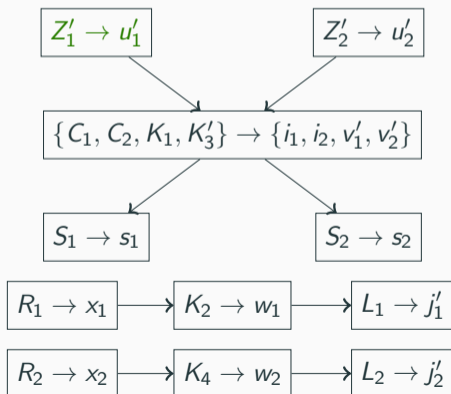 Z′₁ → u′₁ Z′₂ → u′₂
{C₁, C₂, K₁, K′₃} → {i₁, i₂, v′₁, v′₂}
S₁ → s₁ S₂ → s₂
R₁ → x₁ K₂ → w₁ L₁ → j′₁
R₂ → x₂ K₄ → w₂ L₂ → j′₂